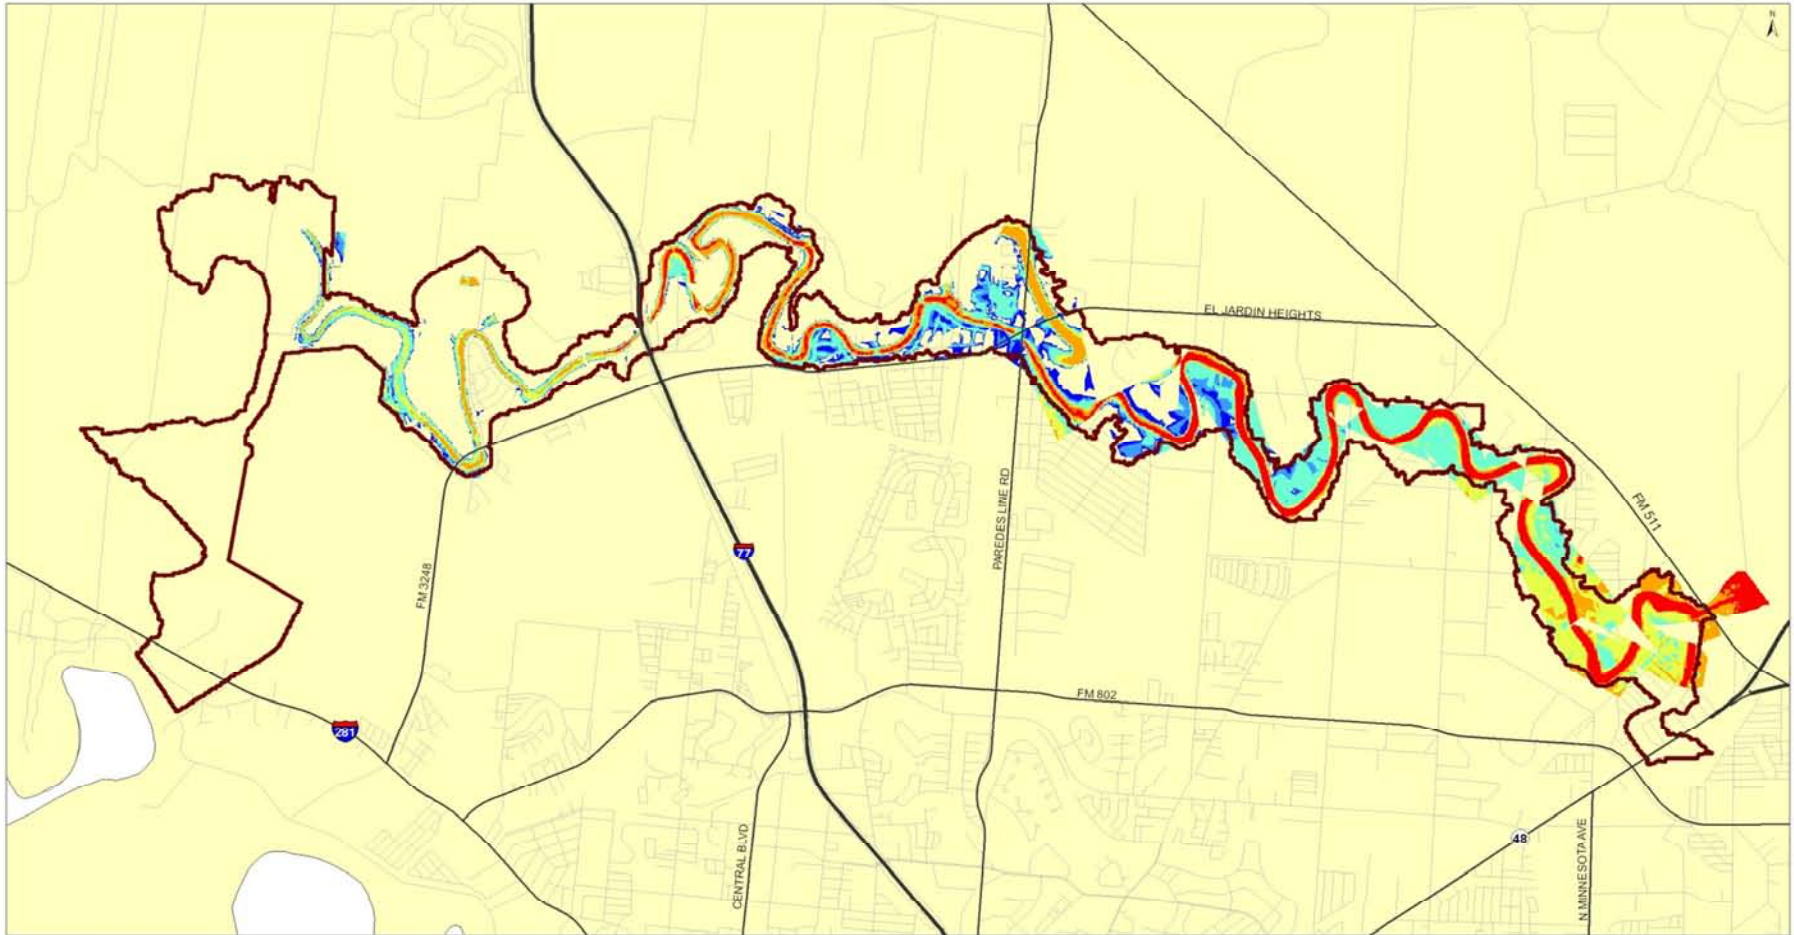 N
EL JARDIN HEIGHTS
FM 511
PAREDES LINE RD
77
FM 3248
FM 802
281
48
CENTRAL BLVD
N MINNESOTA AVE